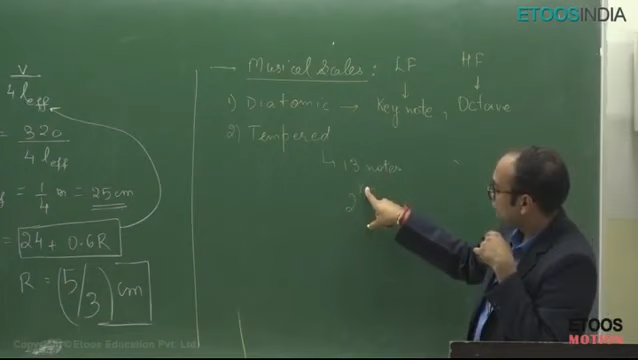 ETOOSINDIA
V
4 leff
= 320
4 leff
= 1/4 m = 25 cm
= 24 + 0.6R
R = (5/3) cm
— Musical Scales : LF HF
↓ ↓
1) Diatomic → Key note, Octave
2) Tempered
↳ 13 notes
2
Copyright © Etoos Education Pvt. Ltd.
ETOOS
MOTION